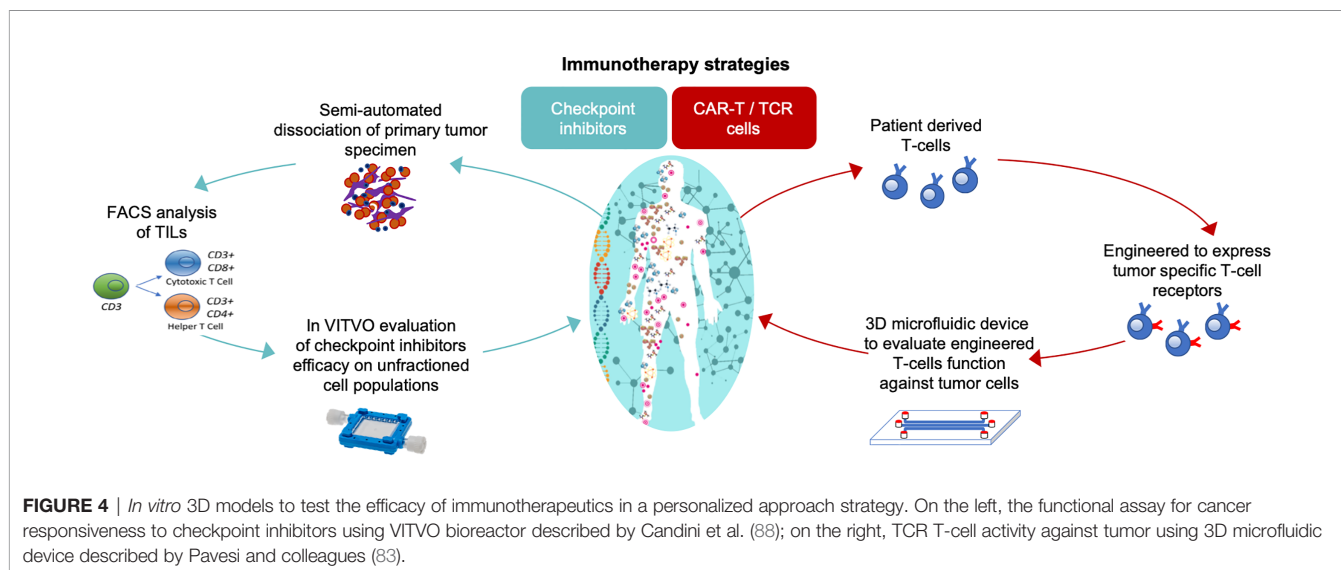 Immunotherapy strategies
Checkpoint
inhibitors
CAR-T / TCR
cells
Semi-automated
dissociation of primary tumor
specimen
FACS analysis
of TILs
CD3
CD3+
CD8+
Cytotoxic T Cell
CD3+
CD4+
Helper T Cell
In VITVO evaluation
of checkpoint inhibitors
efficacy on unfractioned
cell populations
Patient derived
T-cells
Engineered to express
tumor specific T-cell
receptors
3D microfluidic device
to evaluate engineered
T-cells function
against tumor cells
FIGURE 4 | In vitro 3D models to test the efficacy of immunotherapeutics in a personalized approach strategy. On the left, the functional assay for cancer
responsiveness to checkpoint inhibitors using VITVO bioreactor described by Candini et al. (88); on the right, TCR T-cell activity against tumor using 3D microfluidic
device described by Pavesi and colleagues (83).